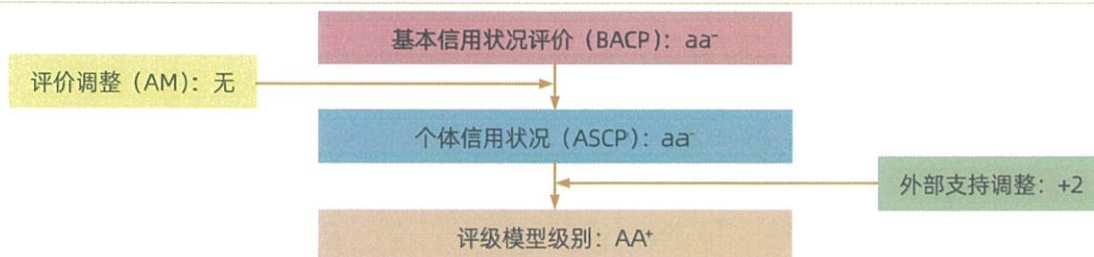 基本信用状况评价（BACP）：aa⁻
评价调整（AM）：无
个体信用状况（ASCP）：aa⁻
外部支持调整：+2
评级模型级别：AA⁺